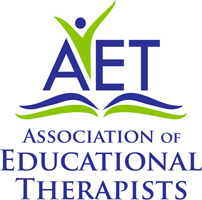 AET
ASSOCIATION OF
EDUCATIONAL
THERAPISTS